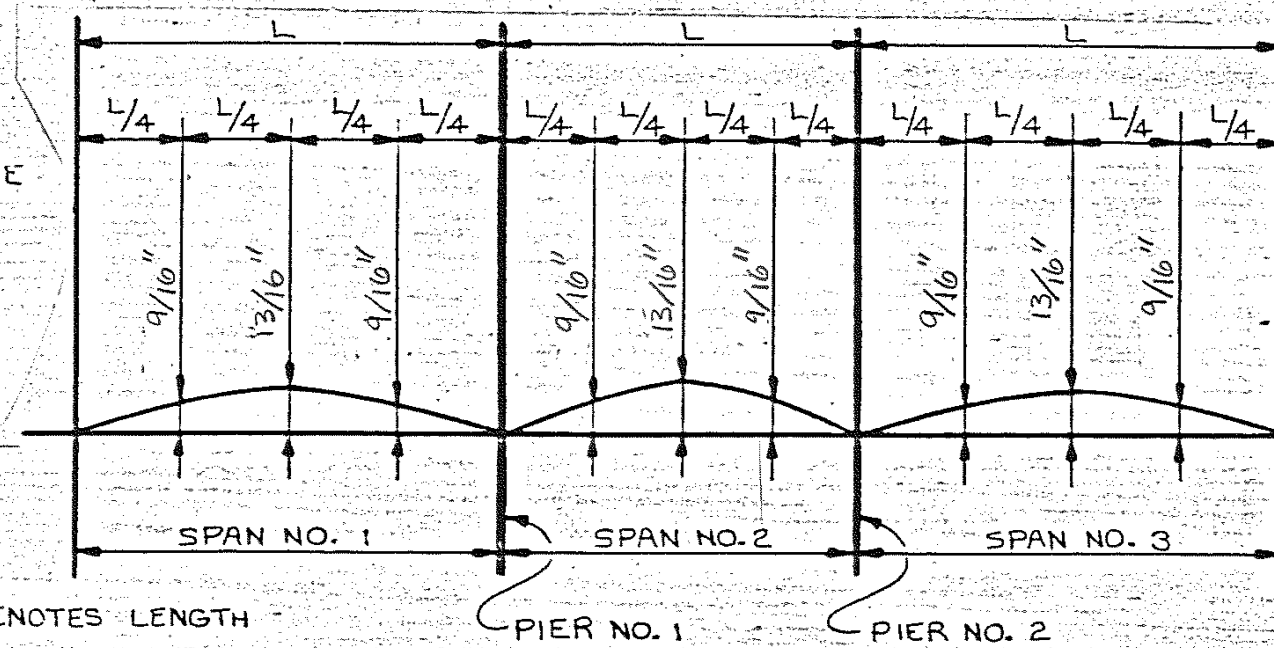 L L L
L/4 L/4 L/4 L/4 L/4 L/4 L/4 L/4 L/4 L/4 L/4 L/4
E
9/16" 13/16" 9/16" 9/16" 13/16" 9/16" 9/16" 13/16" 9/16"
SPAN NO. 1 SPAN NO. 2 SPAN NO. 3
ENOTES LENGTH
PIER NO. 1 PIER NO. 2